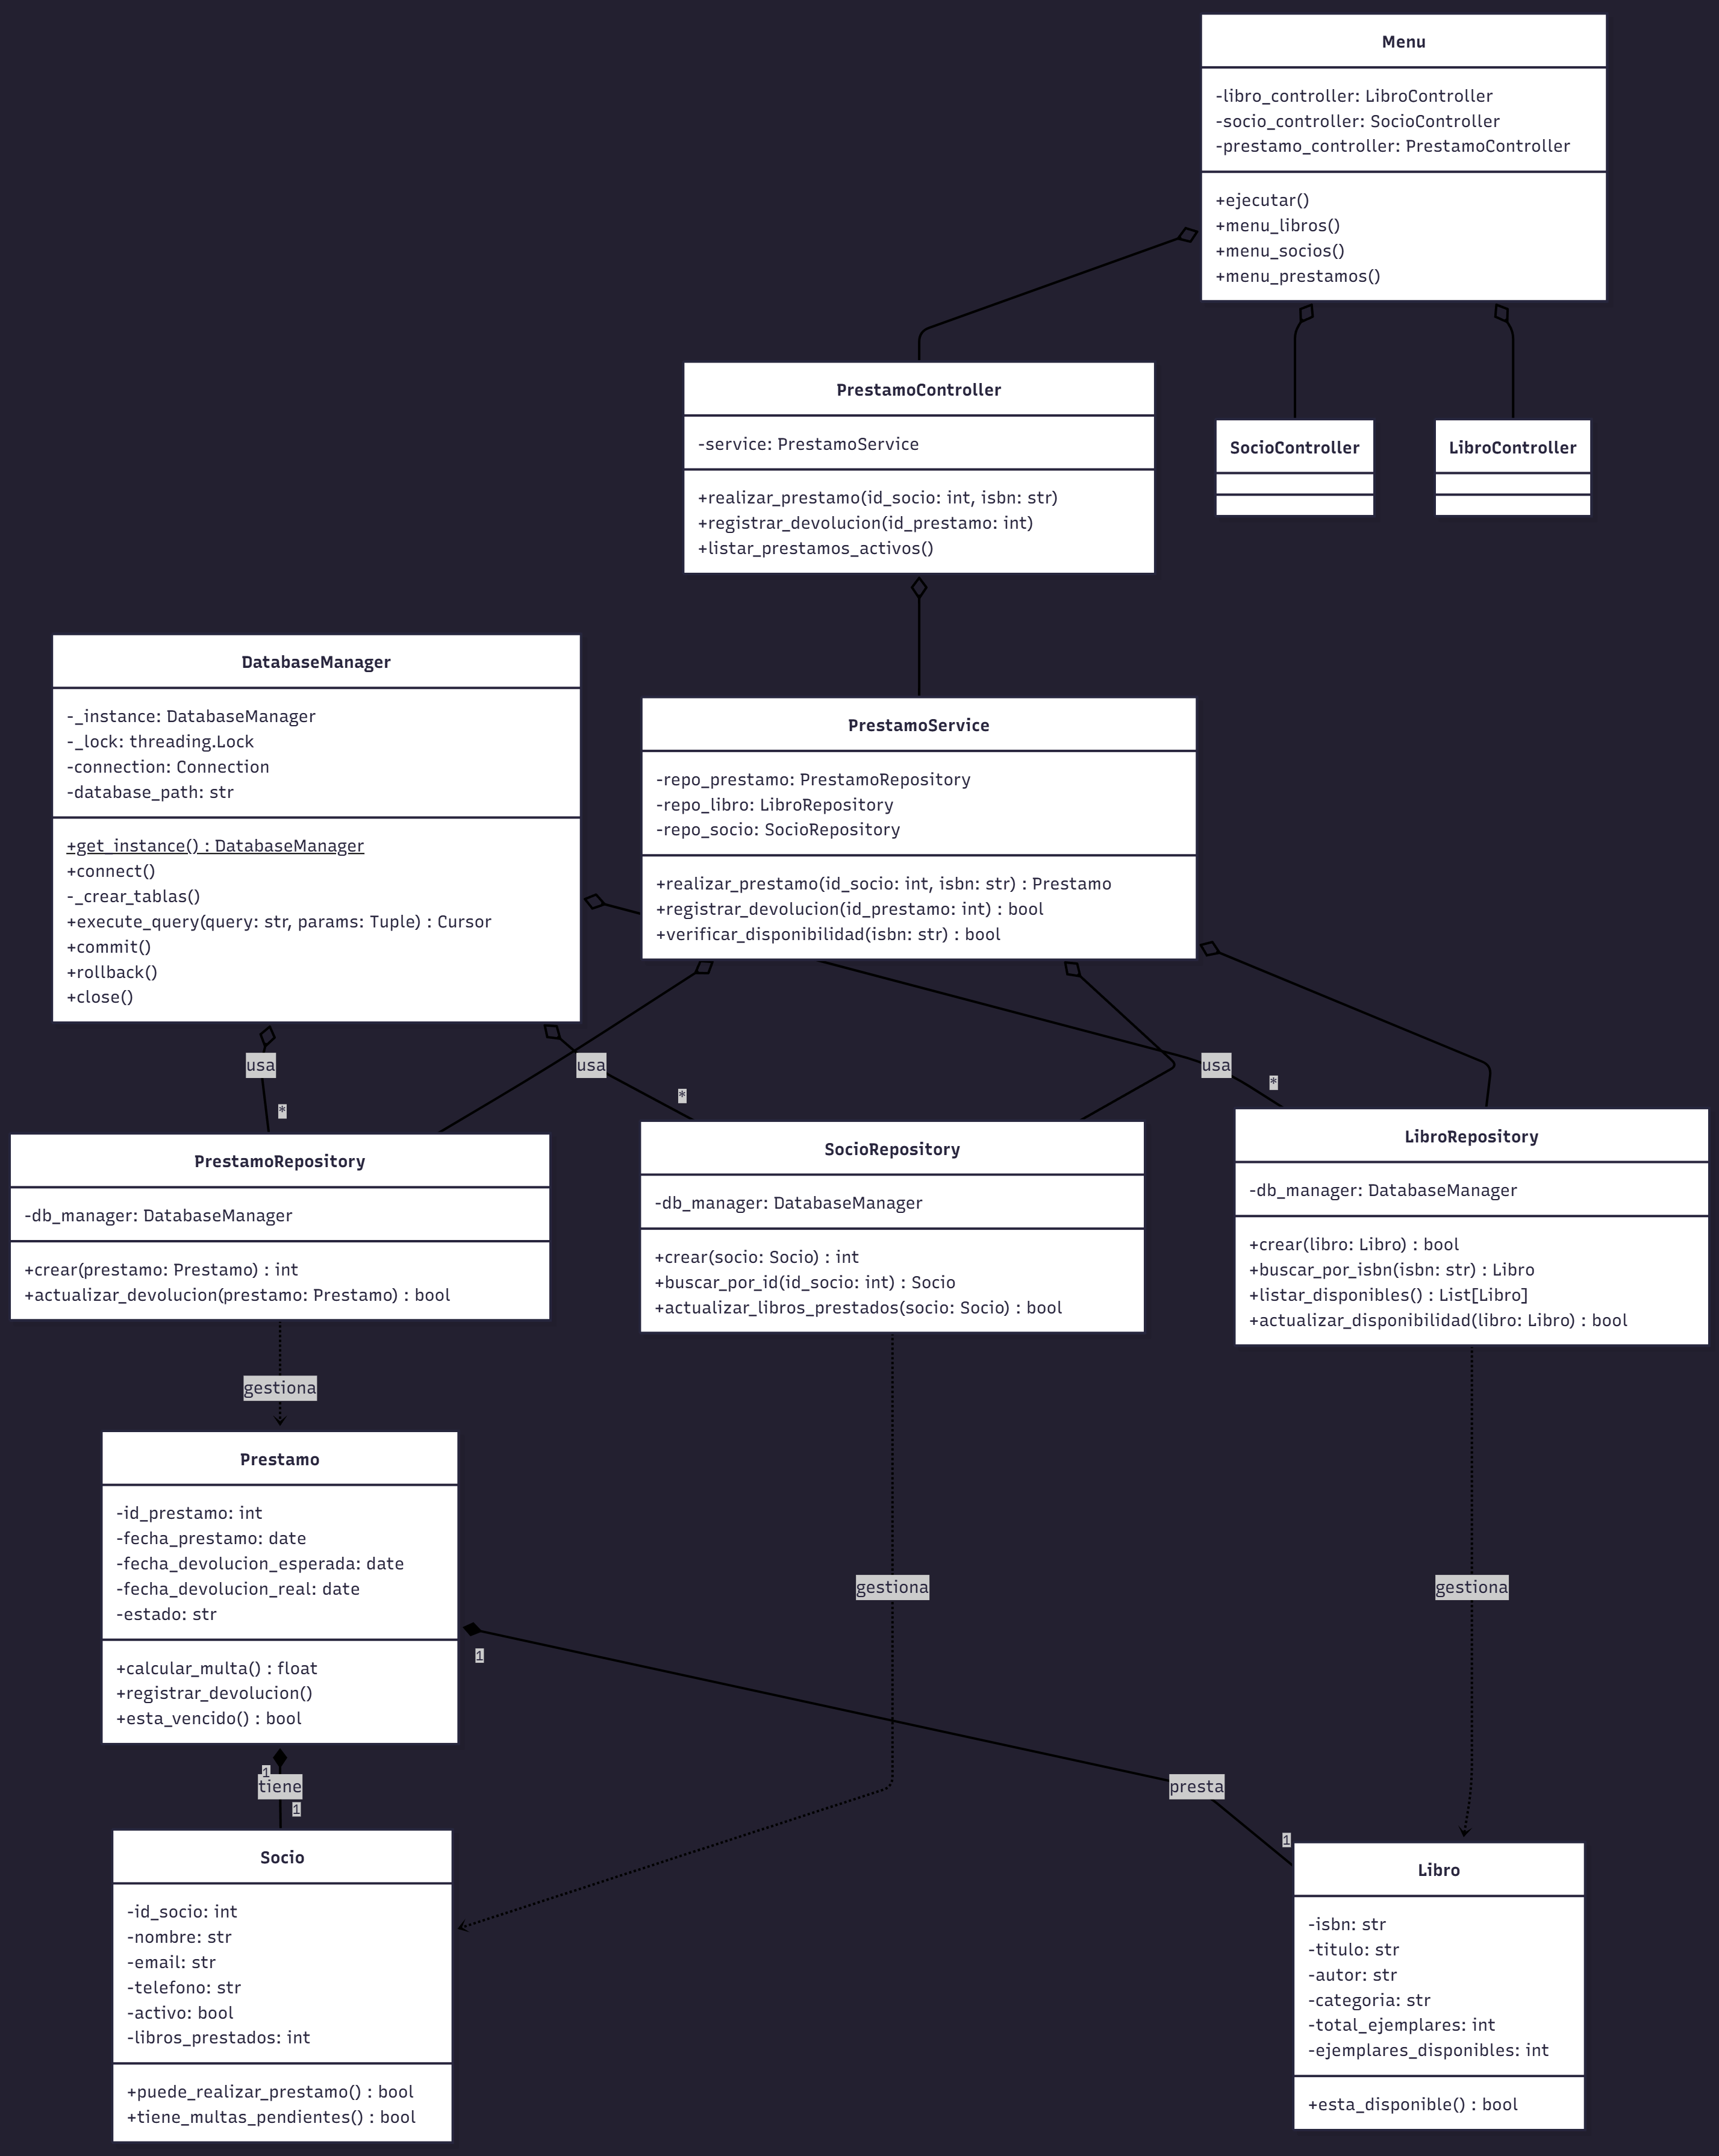 Menu
-libro_controller: LibroController
-socio_controller: SocioController
-prestamo_controller: PrestamoController
+ejecutar()
+menu_libros()
+menu_socios()
+menu_prestamos()
PrestamoController
-service: PrestamoService
+realizar_prestamo(id_socio: int, isbn: str)
+registrar_devolucion(id_prestamo: int)
+listar_prestamos_activos()
SocioController
LibroController
DatabaseManager
-_instance: DatabaseManager
-_lock: threading.Lock
-connection: Connection
-database_path: str
+get_instance() : DatabaseManager
+connect()
-_crear_tablas()
+execute_query(query: str, params: Tuple) : Cursor
+commit()
+rollback()
+close()
PrestamoService
-repo_prestamo: PrestamoRepository
-repo_libro: LibroRepository
-repo_socio: SocioRepository
+realizar_prestamo(id_socio: int, isbn: str) : Prestamo
+registrar_devolucion(id_prestamo: int) : bool
+verificar_disponibilidad(isbn: str) : bool
usa
usa
usa
*
*
*
PrestamoRepository
-db_manager: DatabaseManager
+crear(prestamo: Prestamo) : int
+actualizar_devolucion(prestamo: Prestamo) : bool
SocioRepository
-db_manager: DatabaseManager
+crear(socio: Socio) : int
+buscar_por_id(id_socio: int) : Socio
+actualizar_libros_prestados(socio: Socio) : bool
LibroRepository
-db_manager: DatabaseManager
+crear(libro: Libro) : bool
+buscar_por_isbn(isbn: str) : Libro
+listar_disponibles() : List[Libro]
+actualizar_disponibilidad(libro: Libro) : bool
gestiona
gestiona
gestiona
Prestamo
-id_prestamo: int
-fecha_prestamo: date
-fecha_devolucion_esperada: date
-fecha_devolucion_real: date
-estado: str
+calcular_multa() : float
+registrar_devolucion()
+esta_vencido() : bool
1
1
tiene
1
presta
1
Socio
-id_socio: int
-nombre: str
-email: str
-telefono: str
-activo: bool
-libros_prestados: int
+puede_realizar_prestamo() : bool
+tiene_multas_pendientes() : bool
Libro
-isbn: str
-titulo: str
-autor: str
-categoria: str
-total_ejemplares: int
-ejemplares_disponibles: int
+esta_disponible() : bool